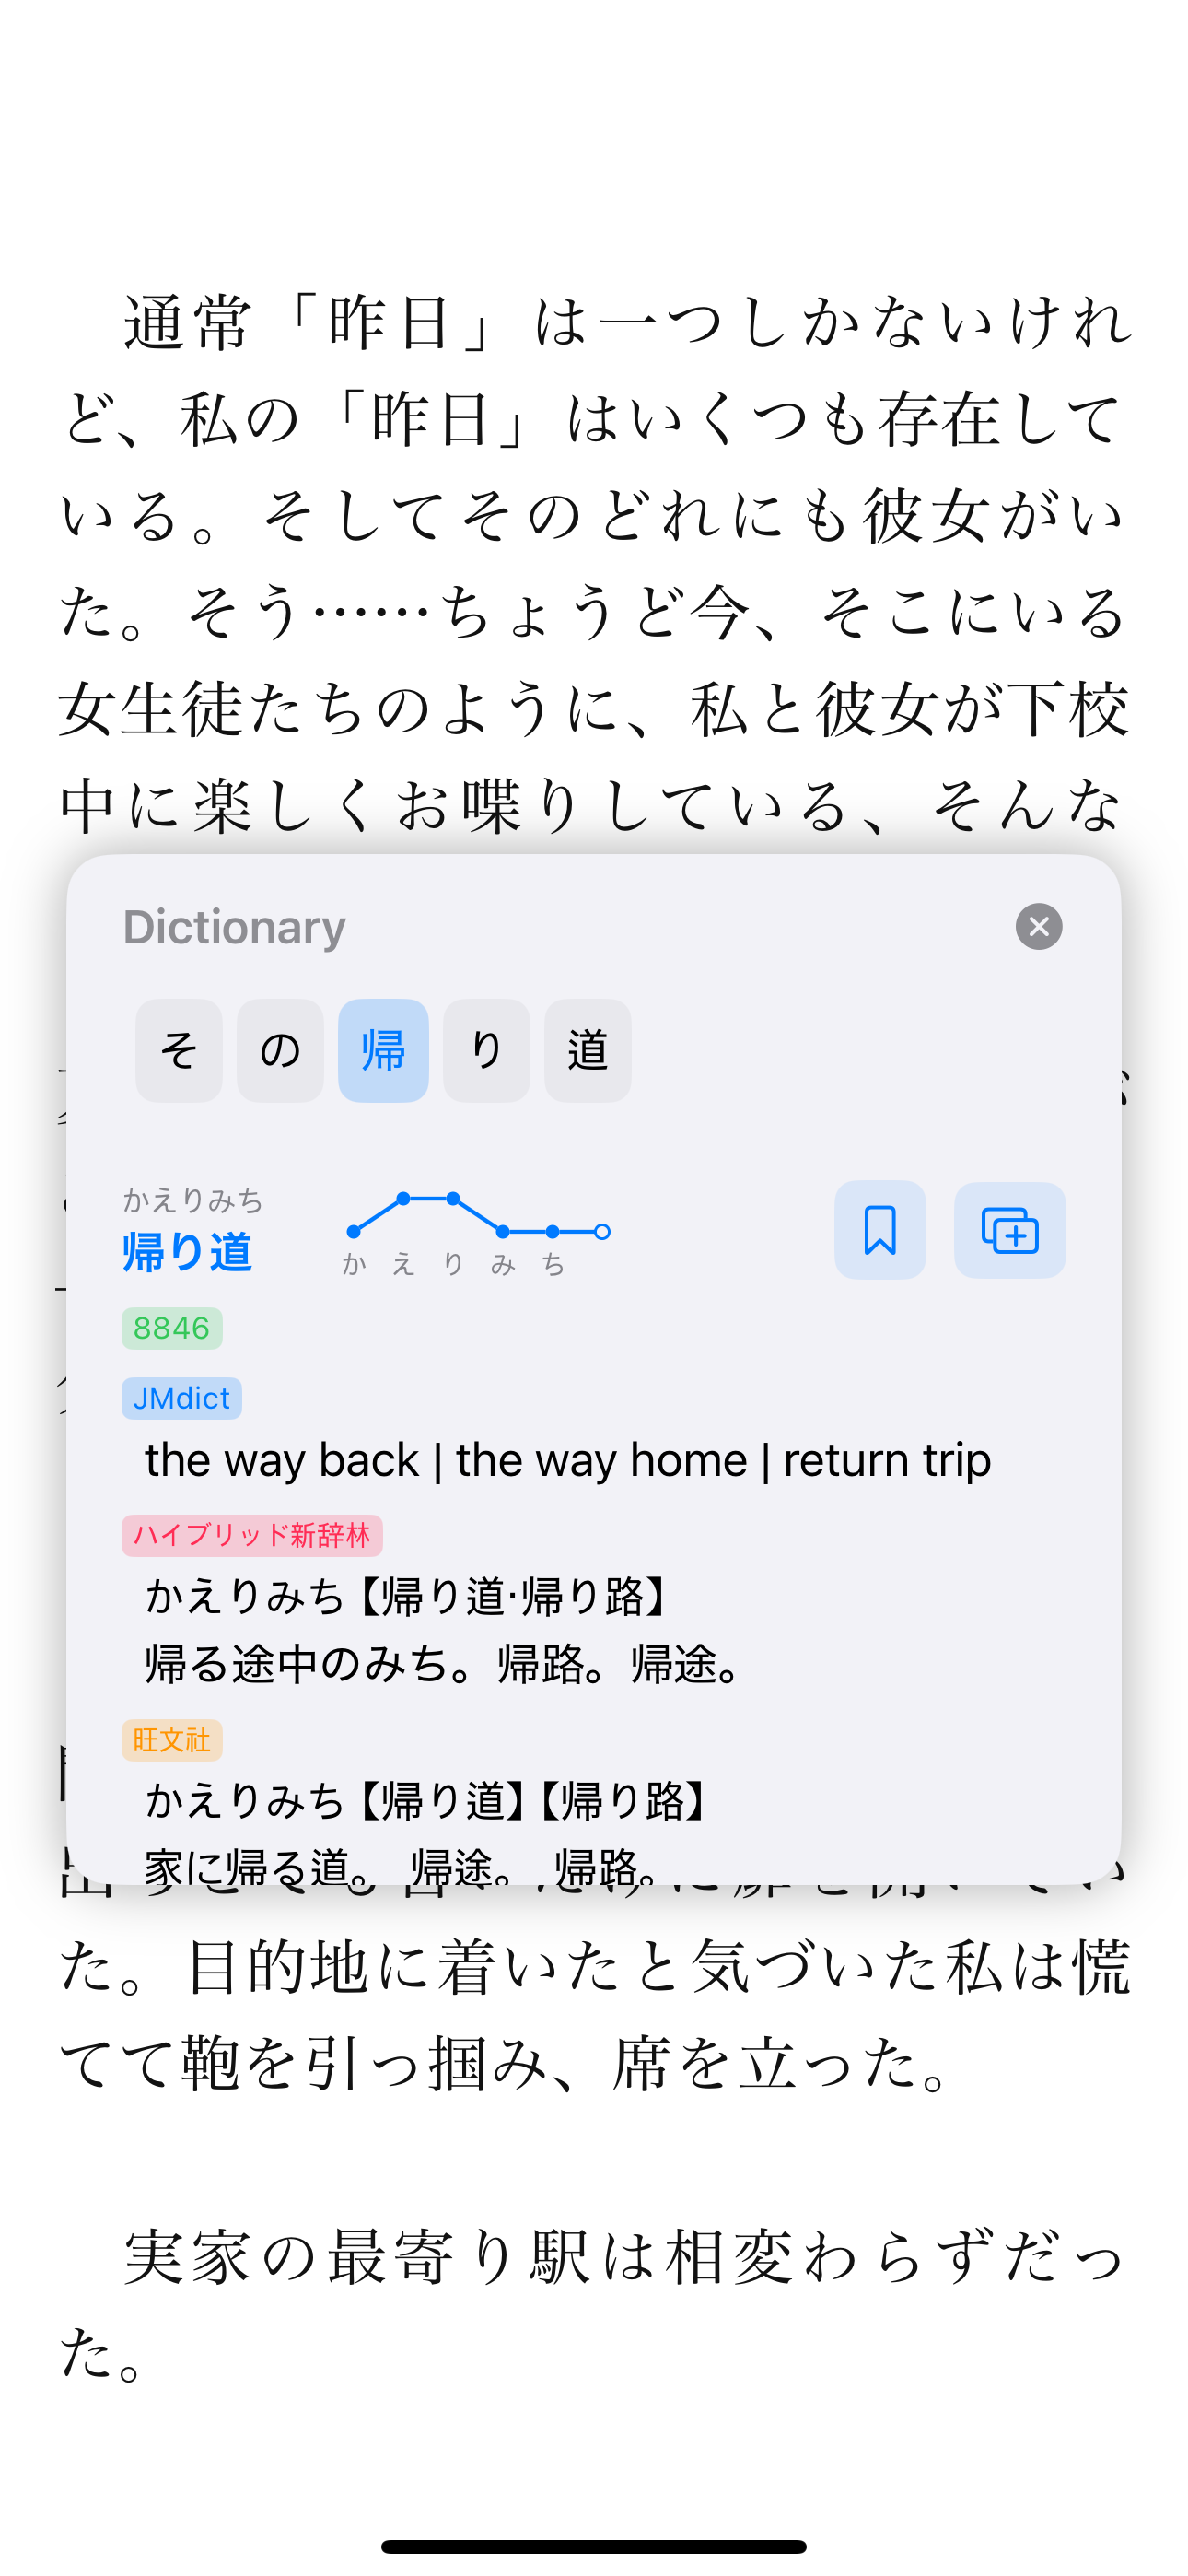 通常「昨日」は一つしかないけれ
ど、私の「昨日」はいくつも存在して
いる。そしてそのどれにも彼女がい
た。そう……ちょうど今、そこにいる
女生徒たちのように、私と彼女が下校
中に楽しくお喋りしている、そんな
Dictionary
そ の 帰 り 道
かえりみち
帰り道
か え り み ち
8846
JMdict
the way back | the way home | return trip
ハイブリッド新辞林
かえりみち【帰り道·帰り路】
帰る途中のみち。帰路。帰途。
旺文社
かえりみち【帰り道】【帰り路】
家に帰る道。 帰途。 帰路。
た。目的地に着いたと気づいた私は慌
てて鞄を引っ掴み、席を立った。
実家の最寄り駅は相変わらずだっ
た。